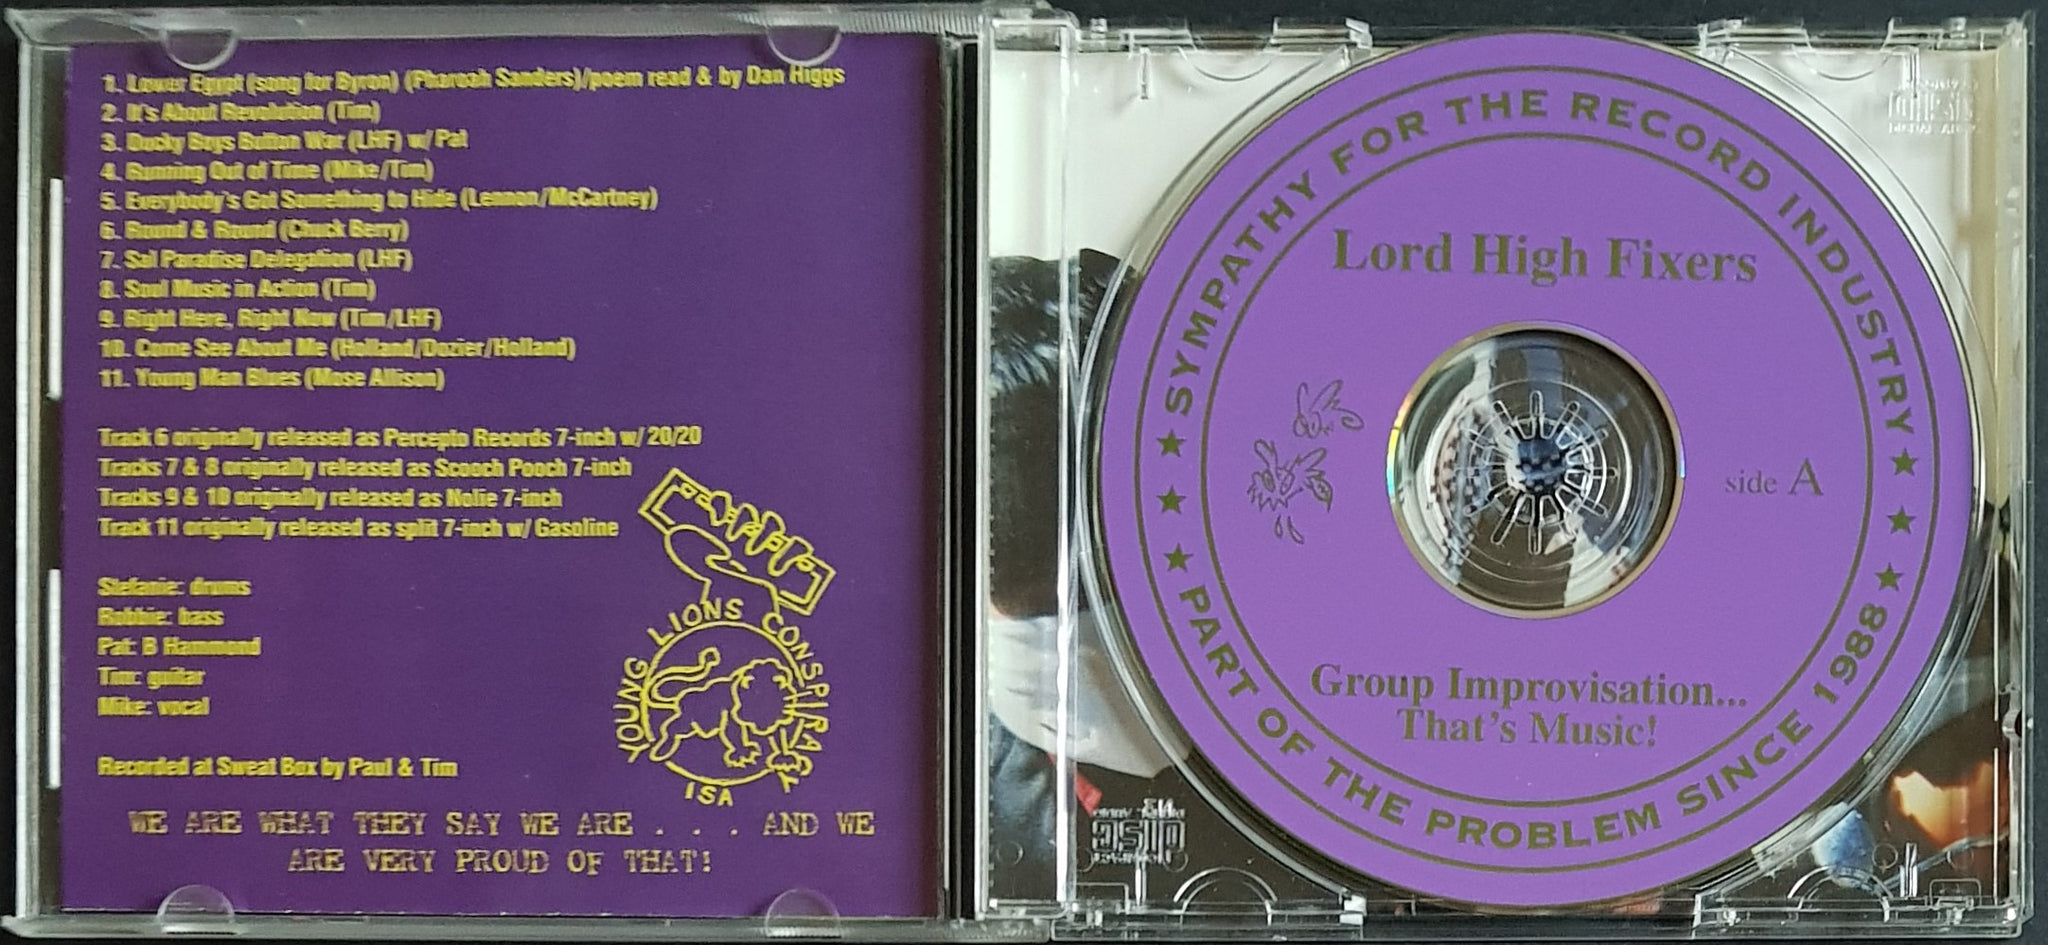 1. Lower Egypt (song for Byron) (Pharoah Sanders)/poem read & by Dan Higgs
2. It's About Revolution (Tim)
3. Ducky Boys Button War (LHF) w/ Pat
4. Running Out of Time (Mike/Tim)
5. Everybody's Got Something to Hide (Lennon/McCartney)
6. Round & Round (Chuck Berry)
7. Sal Paradise Delegation (LHF)
8. Soul Music in Action (Tim)
9. Right Here, Right Now (Tim/LHF)
10. Come See About Me (Holland/Dozier/Holland)
11. Young Man Blues (Mose Allison)
Track 6 originally released as Percepto Records 7-inch w/ 20/20
Tracks 7 & 8 originally released as Scooch Pooch 7-inch
Tracks 9 & 10 originally released as Nolie 7-inch
Track 11 originally released as split 7-inch w/ Gasoline
Stefanie: drums
Robbie: bass
Pat: B Hammond
Tim: guitar
Mike: vocal
Recorded at Sweat Box by Paul & Tim
YOUNG LIONS CONSPIRACY
ISA
WE ARE WHAT THEY SAY WE ARE . . . AND WE
ARE VERY PROUD OF THAT!
SYMPATHY FOR THE RECORD INDUSTRY
Lord High Fixers
side A
Group Improvisation...
That's Music!
PART OF THE PROBLEM SINCE 1988